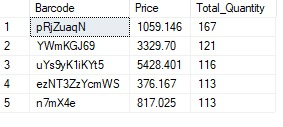 Barcode Price Total_Quantity
1 pRjZuaqN 1059.146 167
2 YWmKGJ69 3329.70 121
3 uYs9yK1iKYt5 5428.401 116
4 ezNT3ZzYcmWS 376.167 113
5 n7mX4e 817.025 113